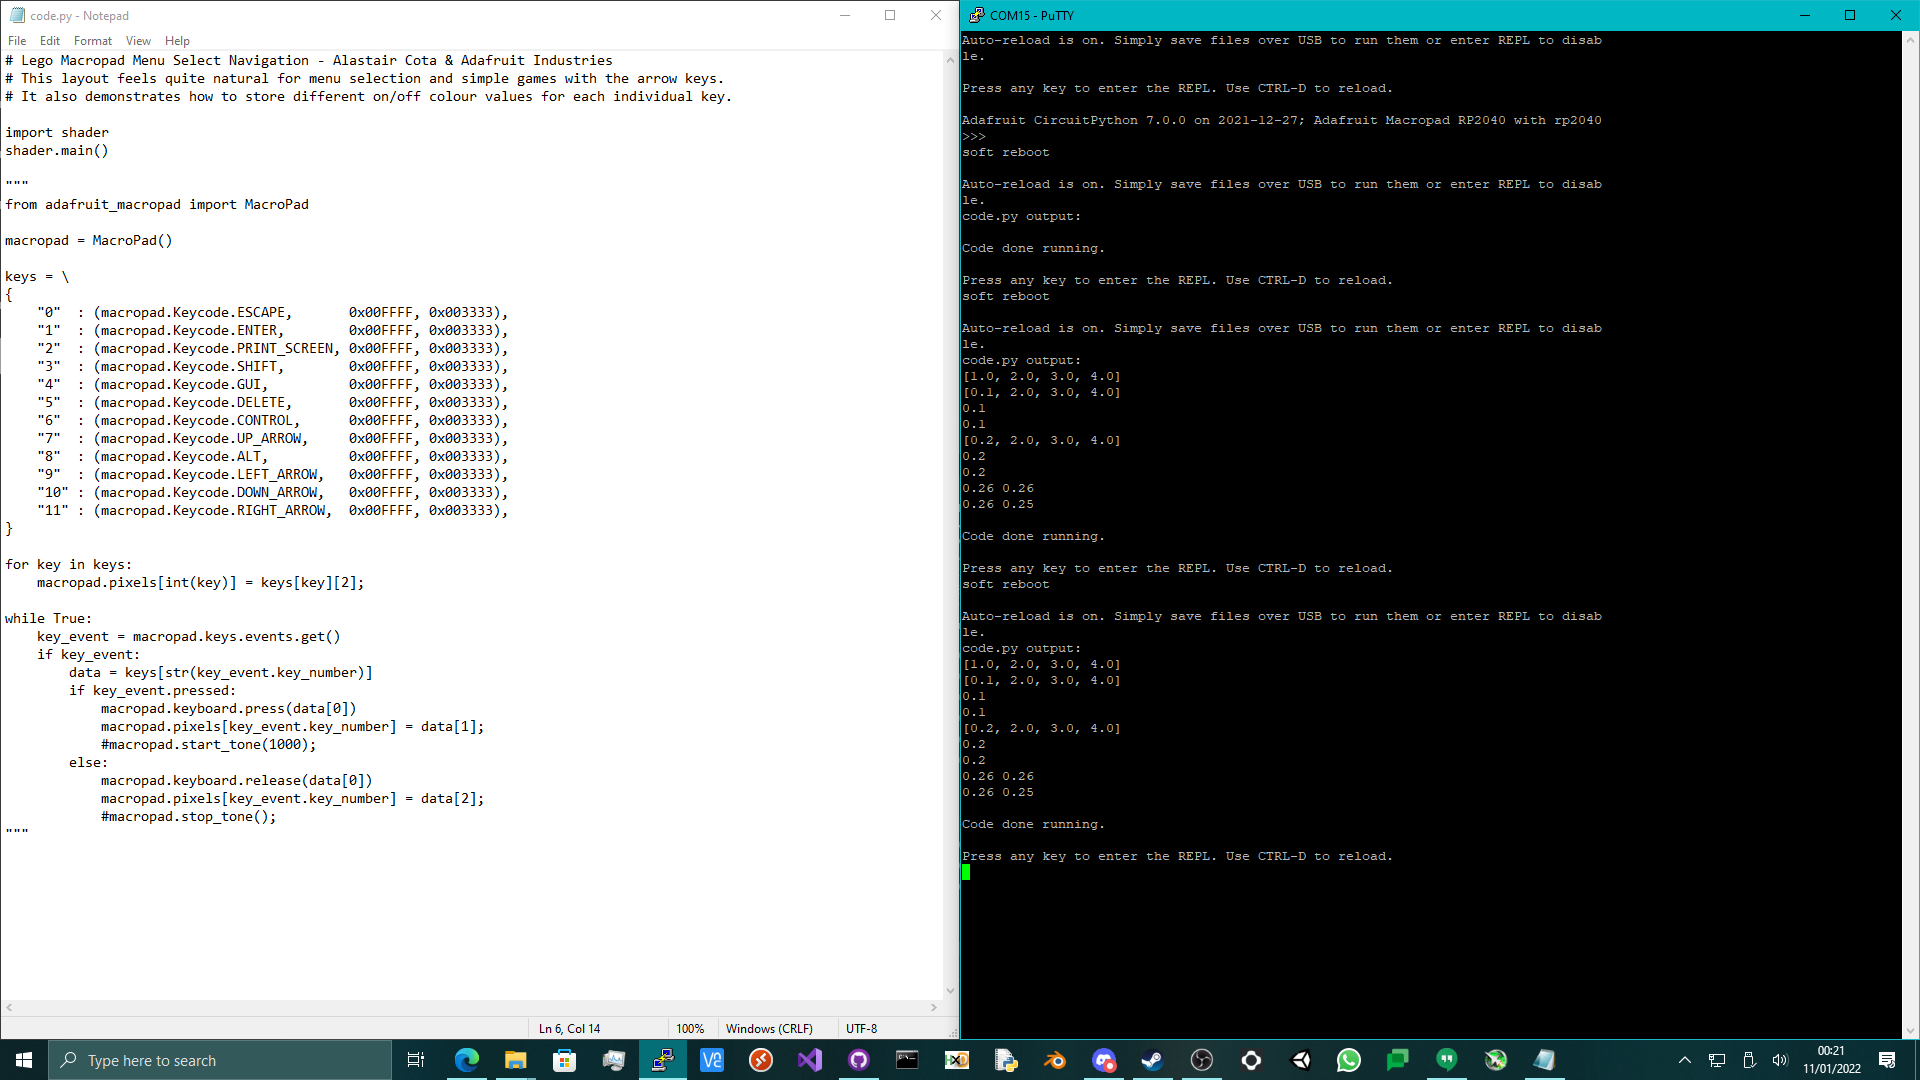 code.py - Notepad
File Edit Format View Help
# Lego Macropad Menu Select Navigation - Alastair Cota & Adafruit Industries
# This layout feels quite natural for menu selection and simple games with the arrow keys.
# It also demonstrates how to store different on/off colour values for each individual key.
import shader
shader.main()
"""
from adafruit_macropad import MacroPad
macropad = MacroPad()
keys = \
{
    "0"  : (macropad.Keycode.ESCAPE,       0x00FFFF, 0x003333),
    "1"  : (macropad.Keycode.ENTER,        0x00FFFF, 0x003333),
    "2"  : (macropad.Keycode.PRINT_SCREEN, 0x00FFFF, 0x003333),
    "3"  : (macropad.Keycode.SHIFT,        0x00FFFF, 0x003333),
    "4"  : (macropad.Keycode.GUI,          0x00FFFF, 0x003333),
    "5"  : (macropad.Keycode.DELETE,       0x00FFFF, 0x003333),
    "6"  : (macropad.Keycode.CONTROL,      0x00FFFF, 0x003333),
    "7"  : (macropad.Keycode.UP_ARROW,     0x00FFFF, 0x003333),
    "8"  : (macropad.Keycode.ALT,          0x00FFFF, 0x003333),
    "9"  : (macropad.Keycode.LEFT_ARROW,   0x00FFFF, 0x003333),
    "10" : (macropad.Keycode.DOWN_ARROW,   0x00FFFF, 0x003333),
    "11" : (macropad.Keycode.RIGHT_ARROW,  0x00FFFF, 0x003333),
}
for key in keys:
    macropad.pixels[int(key)] = keys[key][2];
while True:
    key_event = macropad.keys.events.get()
    if key_event:
        data = keys[str(key_event.key_number)]
        if key_event.pressed:
            macropad.keyboard.press(data[0])
            macropad.pixels[key_event.key_number] = data[1];
            #macropad.start_tone(1000);
        else:
            macropad.keyboard.release(data[0])
            macropad.pixels[key_event.key_number] = data[2];
            #macropad.stop_tone();
"""
Ln 6, Col 14
100%
Windows (CRLF)
UTF-8
COM15 - PuTTY
Auto-reload is on. Simply save files over USB to run them or enter REPL to disab
le.
Press any key to enter the REPL. Use CTRL-D to reload.
Adafruit CircuitPython 7.0.0 on 2021-12-27; Adafruit Macropad RP2040 with rp2040
>>>
soft reboot
Auto-reload is on. Simply save files over USB to run them or enter REPL to disab
le.
code.py output:
Code done running.
Press any key to enter the REPL. Use CTRL-D to reload.
soft reboot
Auto-reload is on. Simply save files over USB to run them or enter REPL to disab
le.
code.py output:
[1.0, 2.0, 3.0, 4.0]
[0.1, 2.0, 3.0, 4.0]
0.1
0.1
[0.2, 2.0, 3.0, 4.0]
0.2
0.2
0.26 0.26
0.26 0.25
Code done running.
Press any key to enter the REPL. Use CTRL-D to reload.
soft reboot
Auto-reload is on. Simply save files over USB to run them or enter REPL to disab
le.
code.py output:
[1.0, 2.0, 3.0, 4.0]
[0.1, 2.0, 3.0, 4.0]
0.1
0.1
[0.2, 2.0, 3.0, 4.0]
0.2
0.2
0.26 0.26
0.26 0.25
Code done running.
Press any key to enter the REPL. Use CTRL-D to reload.
Type here to search
00:21
11/01/2022